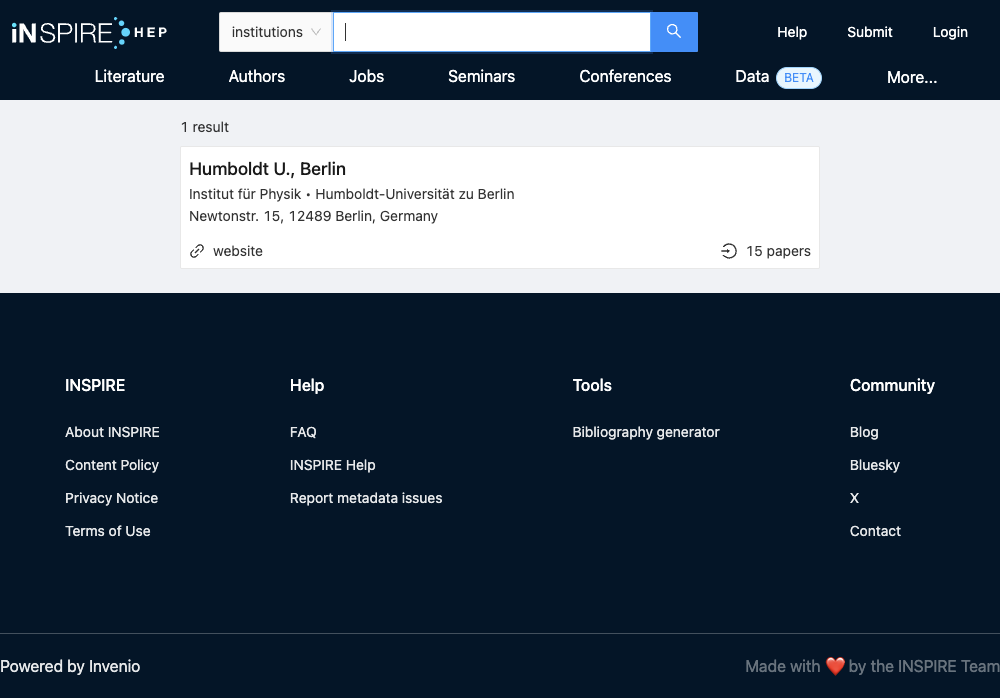 iNSPIRE HEP
institutions
Help Submit Login
Literature Authors Jobs Seminars Conferences Data BETA More...
1 result
Humboldt U., Berlin
Institut für Physik • Humboldt-Universität zu Berlin
Newtonstr. 15, 12489 Berlin, Germany
website 15 papers
INSPIRE
About INSPIRE
Content Policy
Privacy Notice
Terms of Use
Help
FAQ
INSPIRE Help
Report metadata issues
Tools
Bibliography generator
Community
Blog
Bluesky
X
Contact
Powered by Invenio
Made with ❤️ by the INSPIRE Team